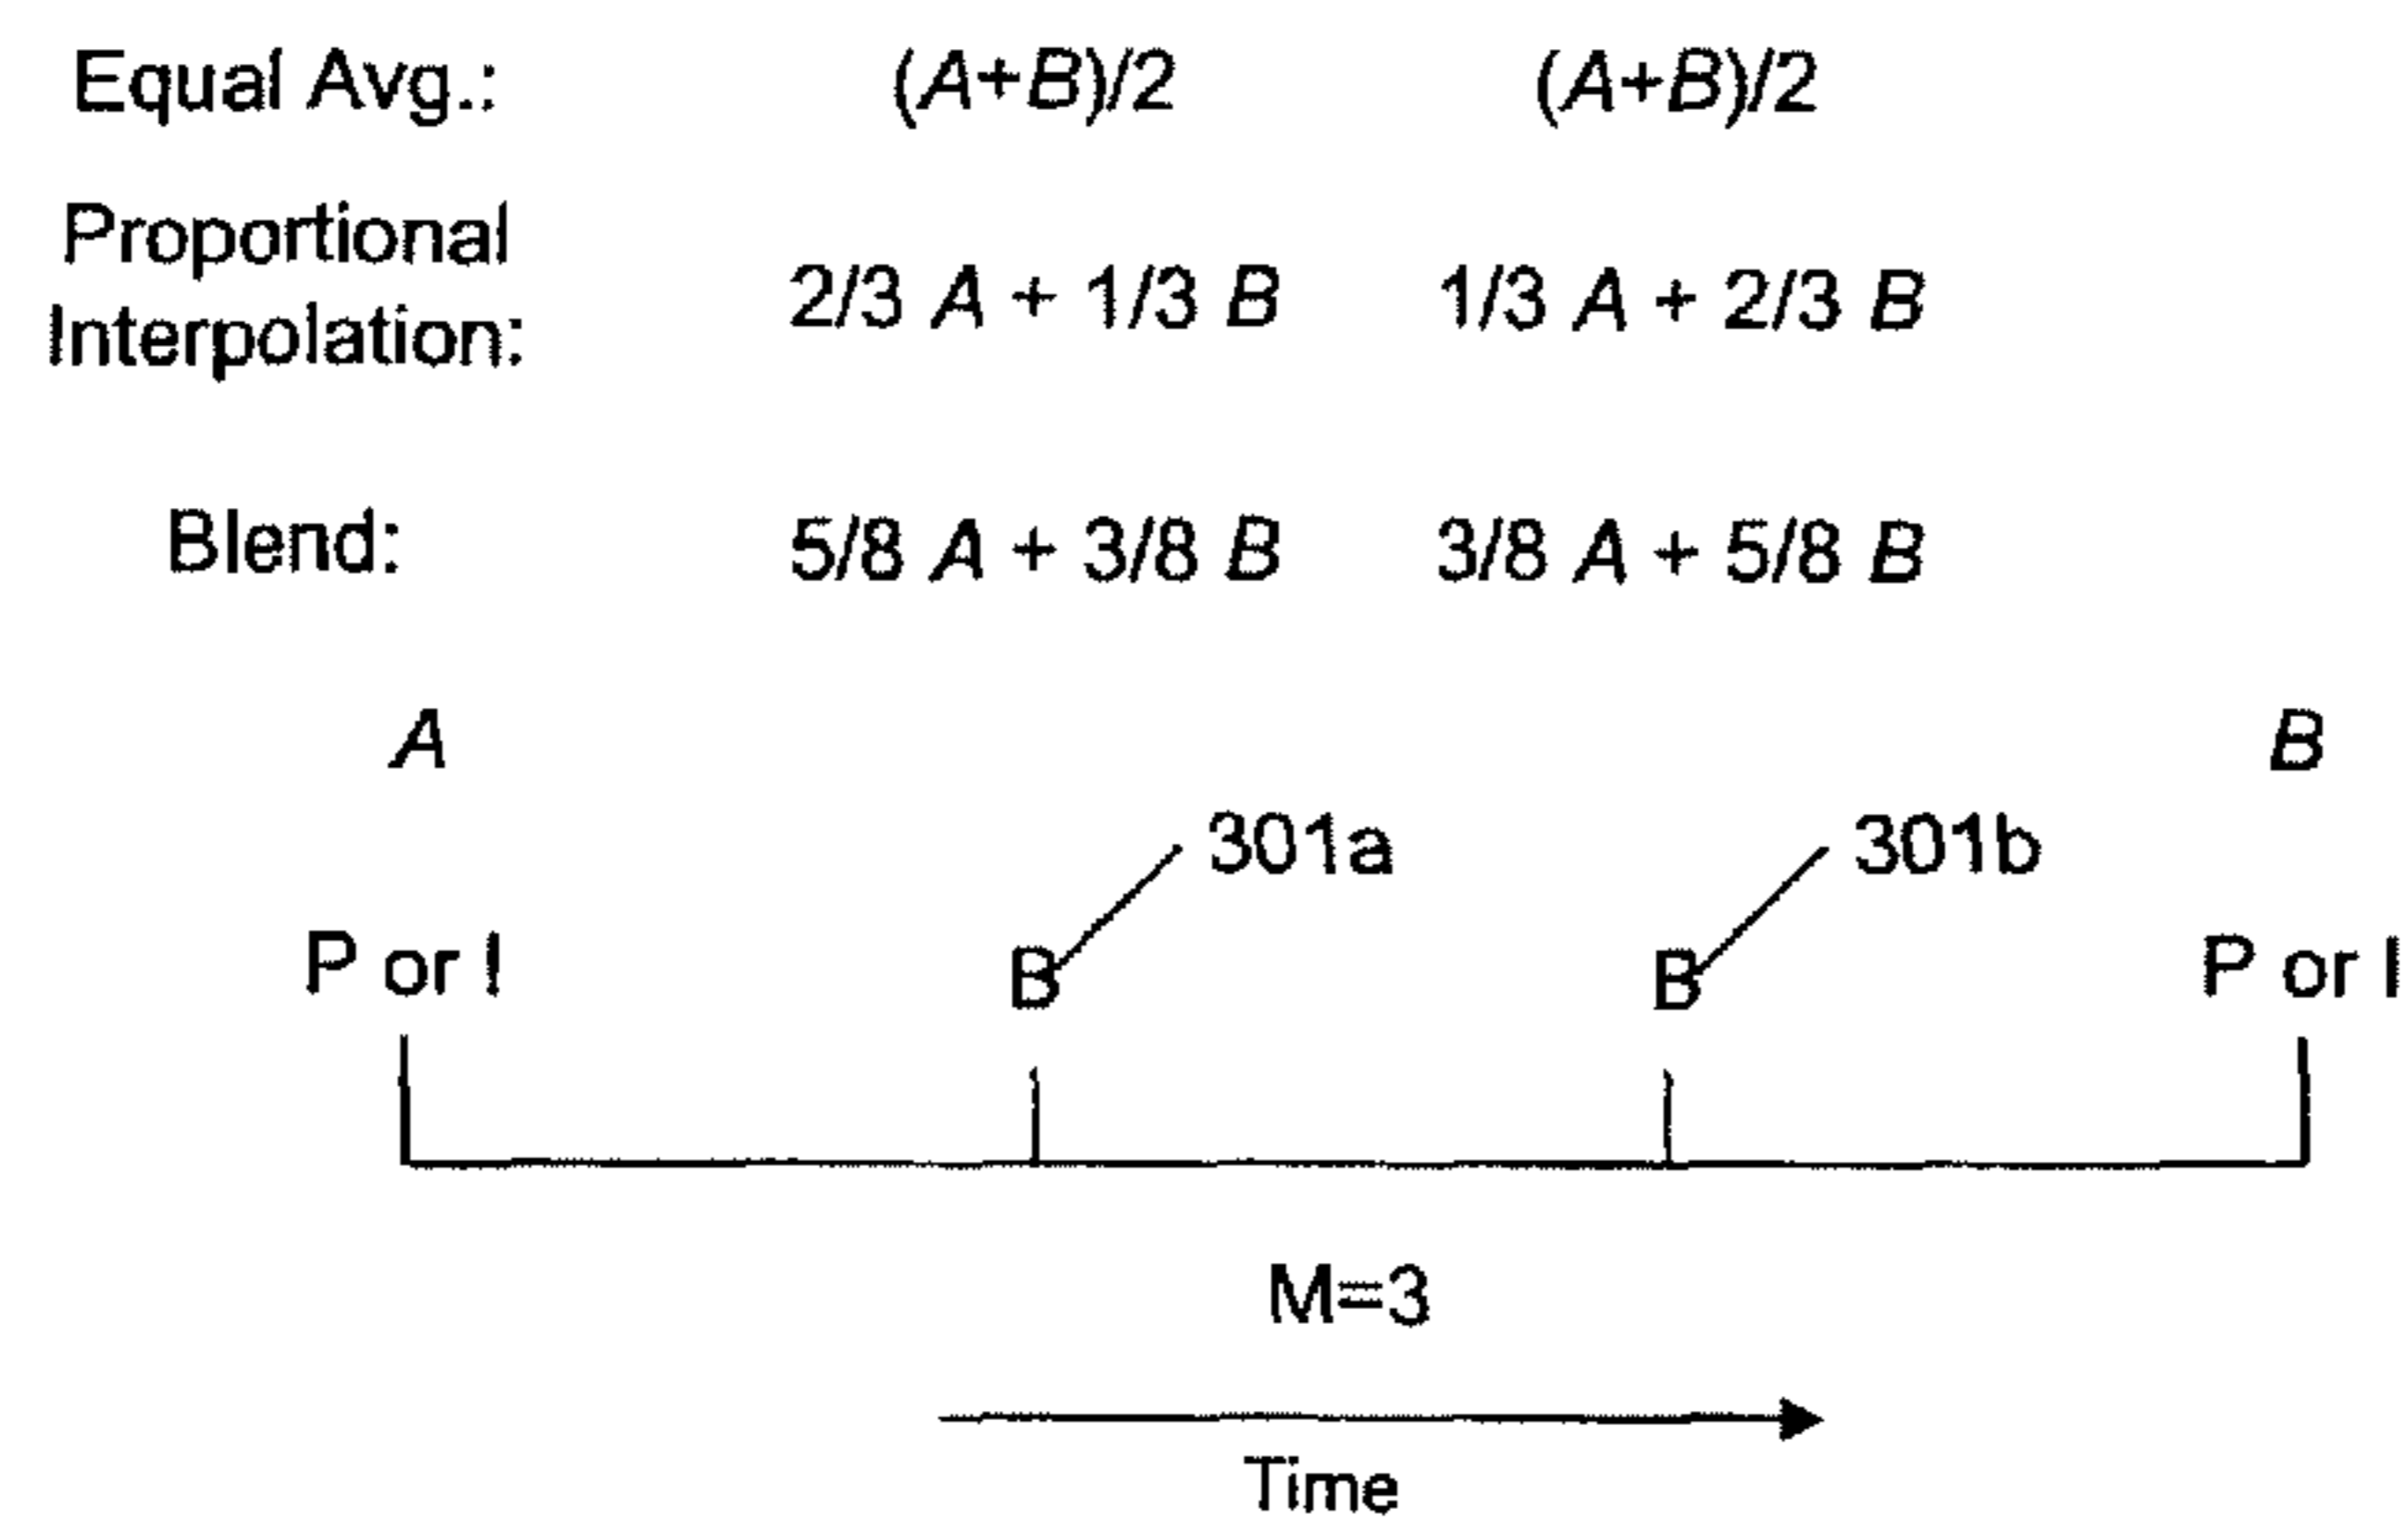 Equal Avg.: (A+B)/2 (A+B)/2
Proportional
Interpolation: 2/3 A + 1/3 B 1/3 A + 2/3 B
Blend: 5/8 A + 3/8 B 3/8 A + 5/8 B
A B
301a 301b
P or I B B P or I
M=3
Time